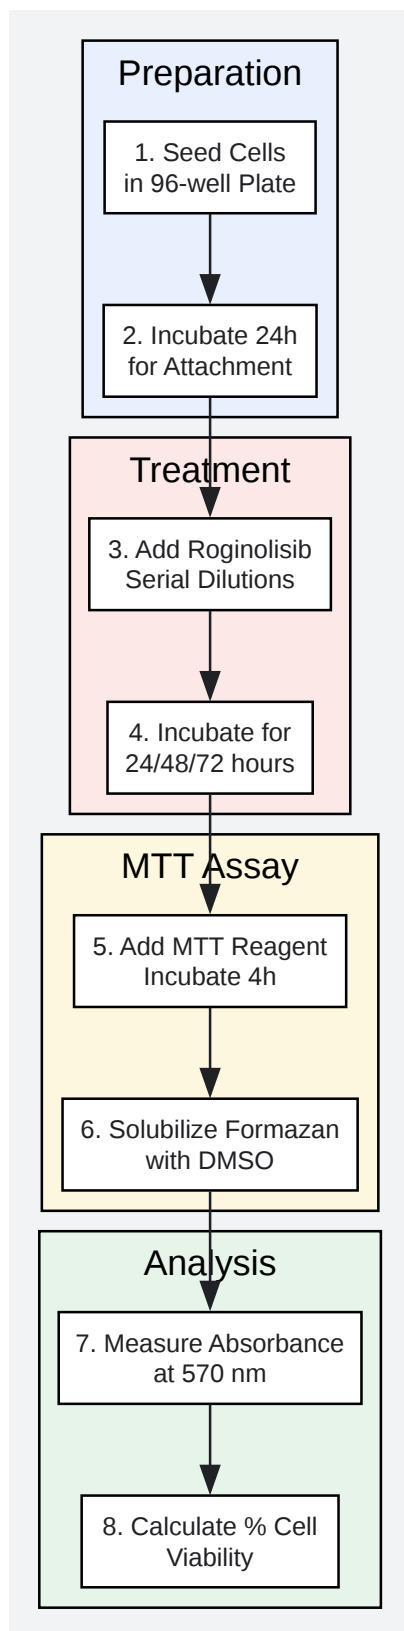 Preparation
1. Seed Cells
in 96-well Plate
2. Incubate 24h
for Attachment
Treatment
3. Add Roginolisib
Serial Dilutions
4. Incubate for
24/48/72 hours
MTT Assay
5. Add MTT Reagent
Incubate 4h
6. Solubilize Formazan
with DMSO
Analysis
7. Measure Absorbance
at 570 nm
8. Calculate % Cell
Viability